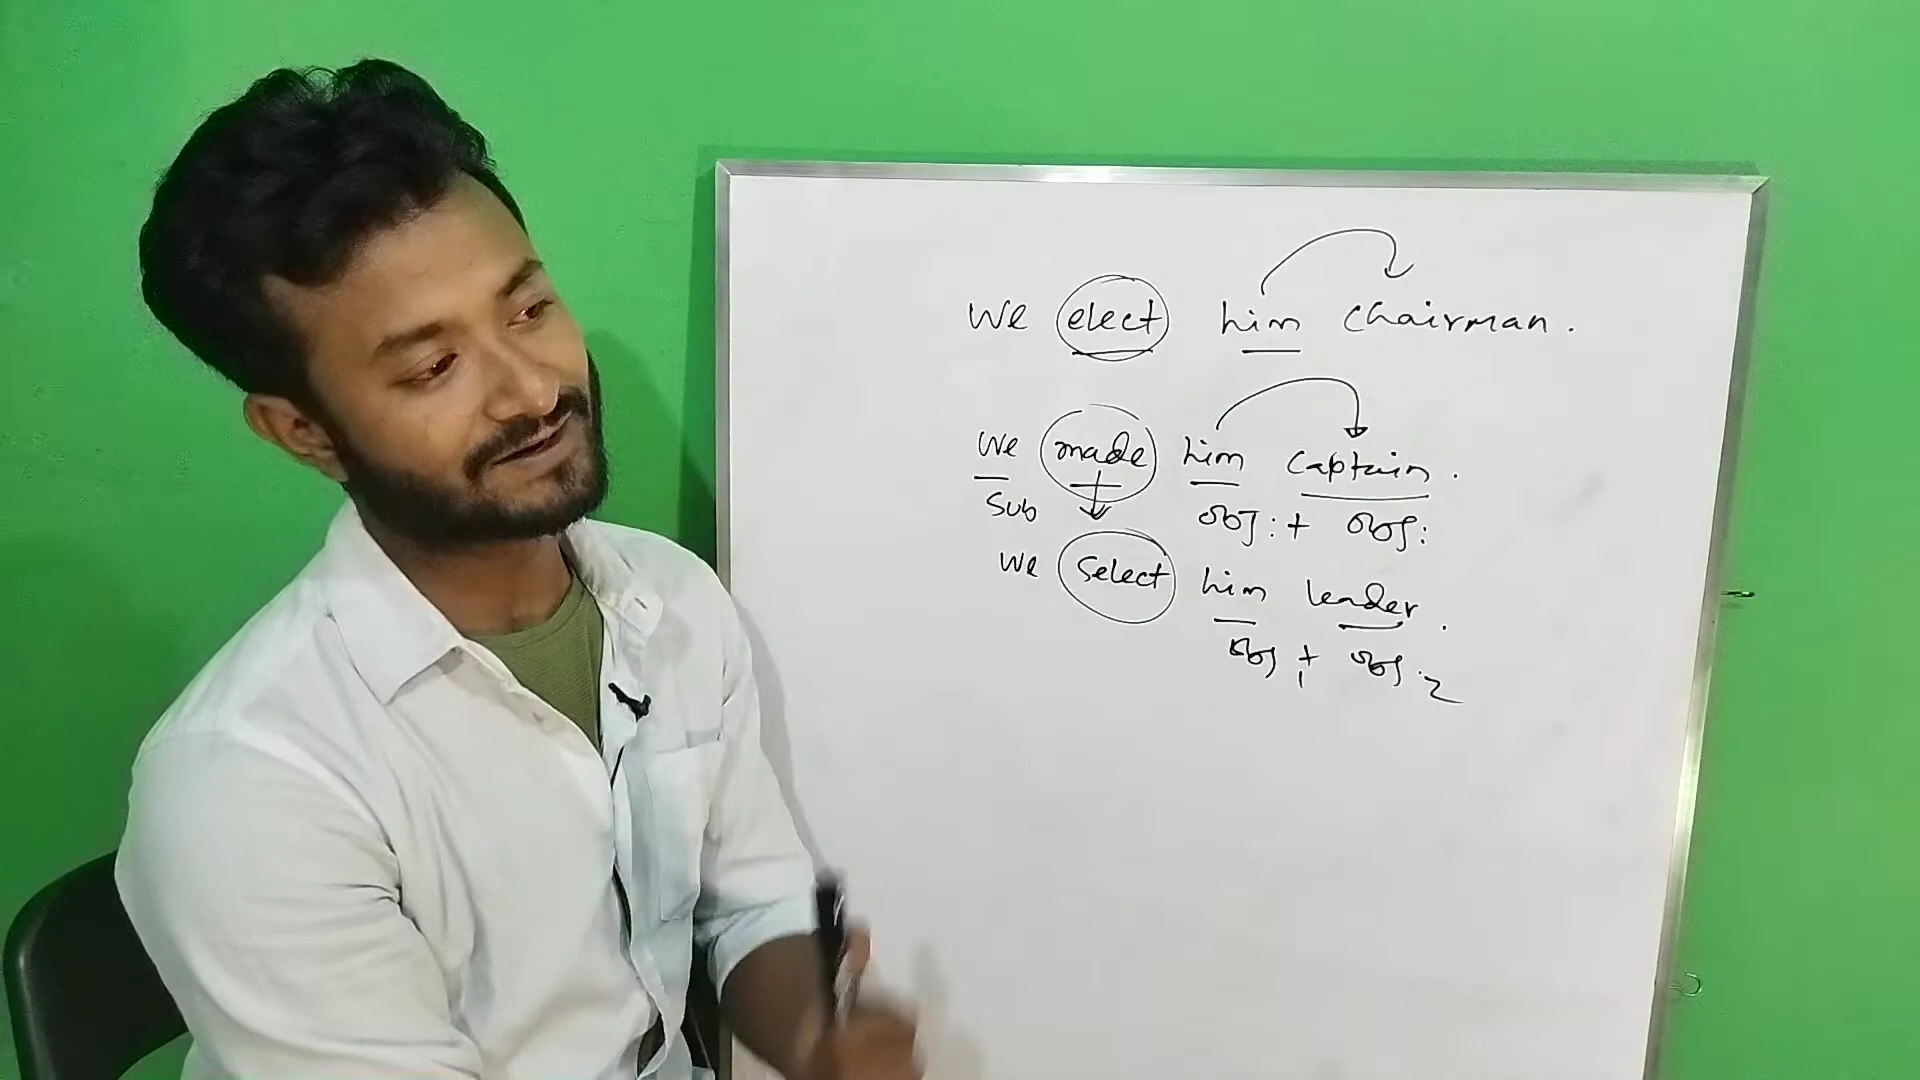 We elect him Chairman.
We made him Captain.
Sub obj: + obj:
We Select him leader.
obj 1 + obj. 2